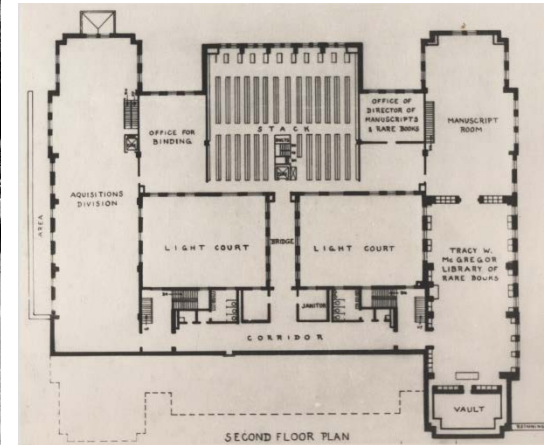 OFFICE FOR
BINDING
STACK
OFFICE OF
DIRECTOR OF
MANUSCRIPTS
& RARE BOOKS
MANUSCRIPT
ROOM
AQUISITIONS
DIVISION
AREA
LIGHT COURT
BRIDGE
LIGHT COURT
TRACY W.
McGREGOR
LIBRARY OF
RARE BOOKS
JANITOR
CORRIDOR
VAULT
SECOND FLOOR PLAN